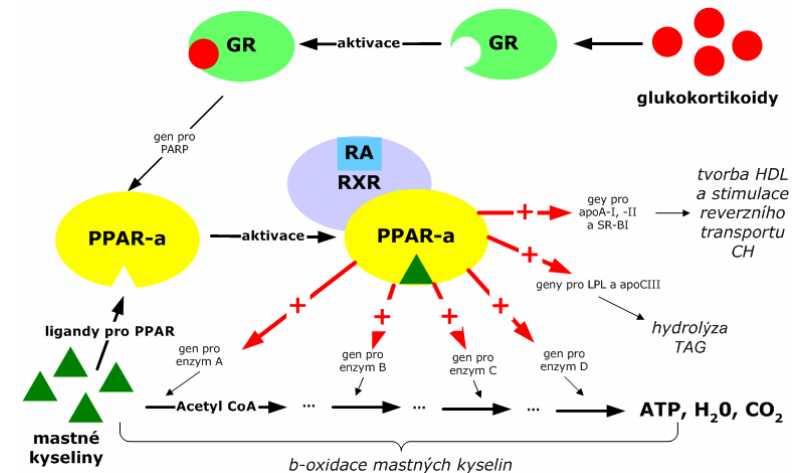 GR
aktivace
GR
glukokortikoidy
gen pro
PARP
RA
RXR
PPAR-a
aktivace
PPAR-a
+
gey pro
apoA-I, -II
a SR-BI
tvorba HDL
a stimulace
reverzního
transportu
CH
+
geny pro LPL a apoCIII
hydrolýza
TAG
ligandy pro PPAR
+
+
+
+
gen pro
enzym A
gen pro
enzym B
gen pro
enzym C
gen pro
enzym D
mastné
kyseliny
Acetyl CoA
...
...
...
ATP, H₂0, CO₂
b-oxidace mastných kyselin